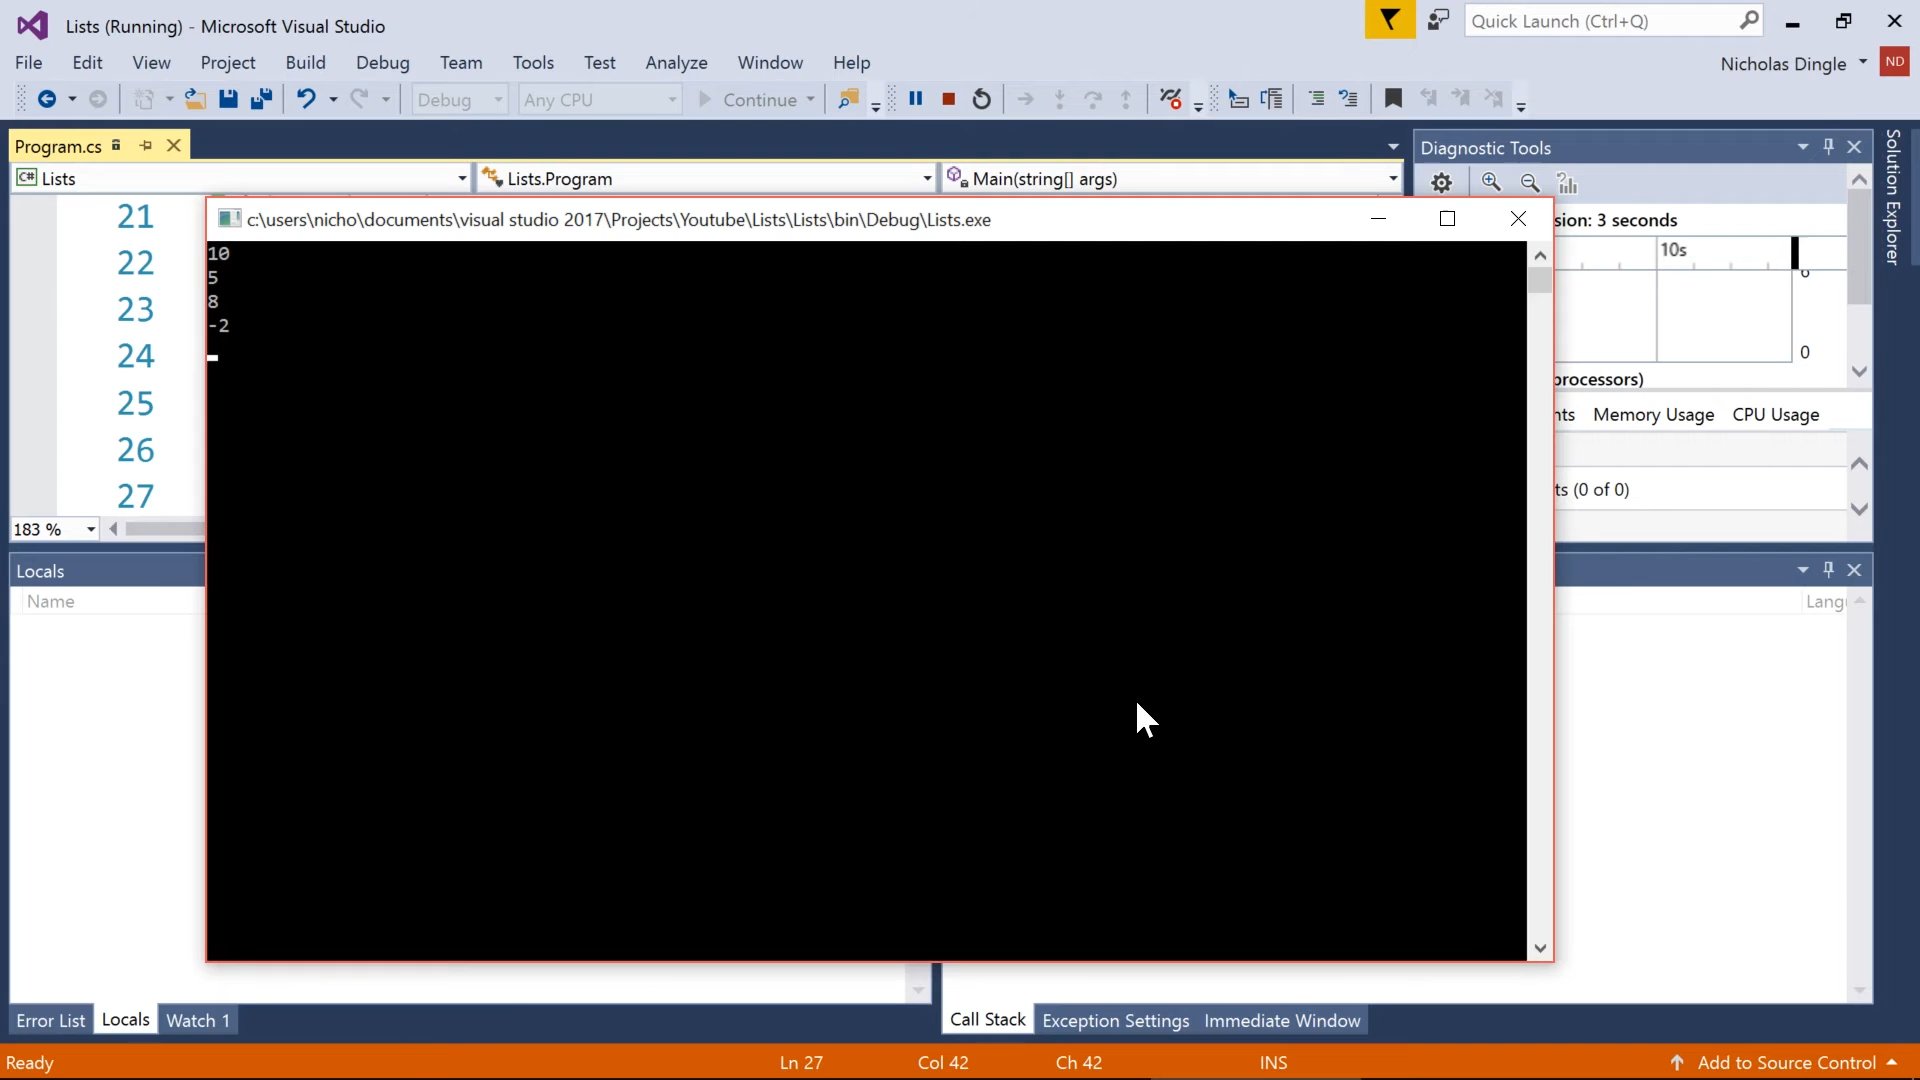 Lists (Running) - Microsoft Visual Studio
Quick Launch (Ctrl+Q)
File Edit View Project Build Debug Team Tools Test Analyze Window Help
Nicholas Dingle ND
Debug Any CPU Continue
Program.cs
Diagnostic Tools
Solution Explorer
C# Lists Lists.Program Main(string[] args)
c:\users\nicho\documents\visual studio 2017\Projects\Youtube\Lists\Lists\bin\Debug\Lists.exe
sion: 3 seconds
10s
21
22
23
24
25
26
27
10
5
8
-2
0
processors)
nts Memory Usage CPU Usage
ts (0 of 0)
183 %
Locals
Name
Lang
Error List Locals Watch 1
Call Stack Exception Settings Immediate Window
Ready Ln 27 Col 42 Ch 42 INS Add to Source Control